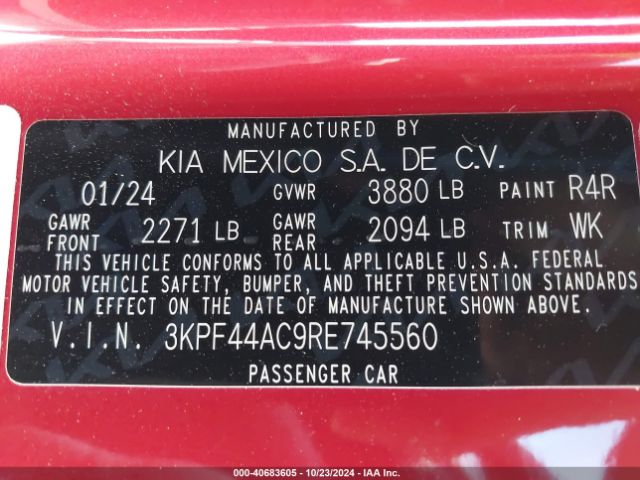 MANUFACTURED BY
KIA MEXICO S.A. DE C.V.
01/24 GVWR 3880 LB PAINT R4R
GAWR FRONT 2271 LB GAWR REAR 2094 LB TRIM WK
THIS VEHICLE CONFORMS TO ALL APPLICABLE U.S.A. FEDERAL
MOTOR VEHICLE SAFETY, BUMPER, AND THEFT PREVENTION STANDARDS
IN EFFECT ON THE DATE OF MANUFACTURE SHOWN ABOVE.
V.I.N. 3KPF44AC9RE745560
PASSENGER CAR
000-40683605 - 10/23/2024 - IAA Inc.